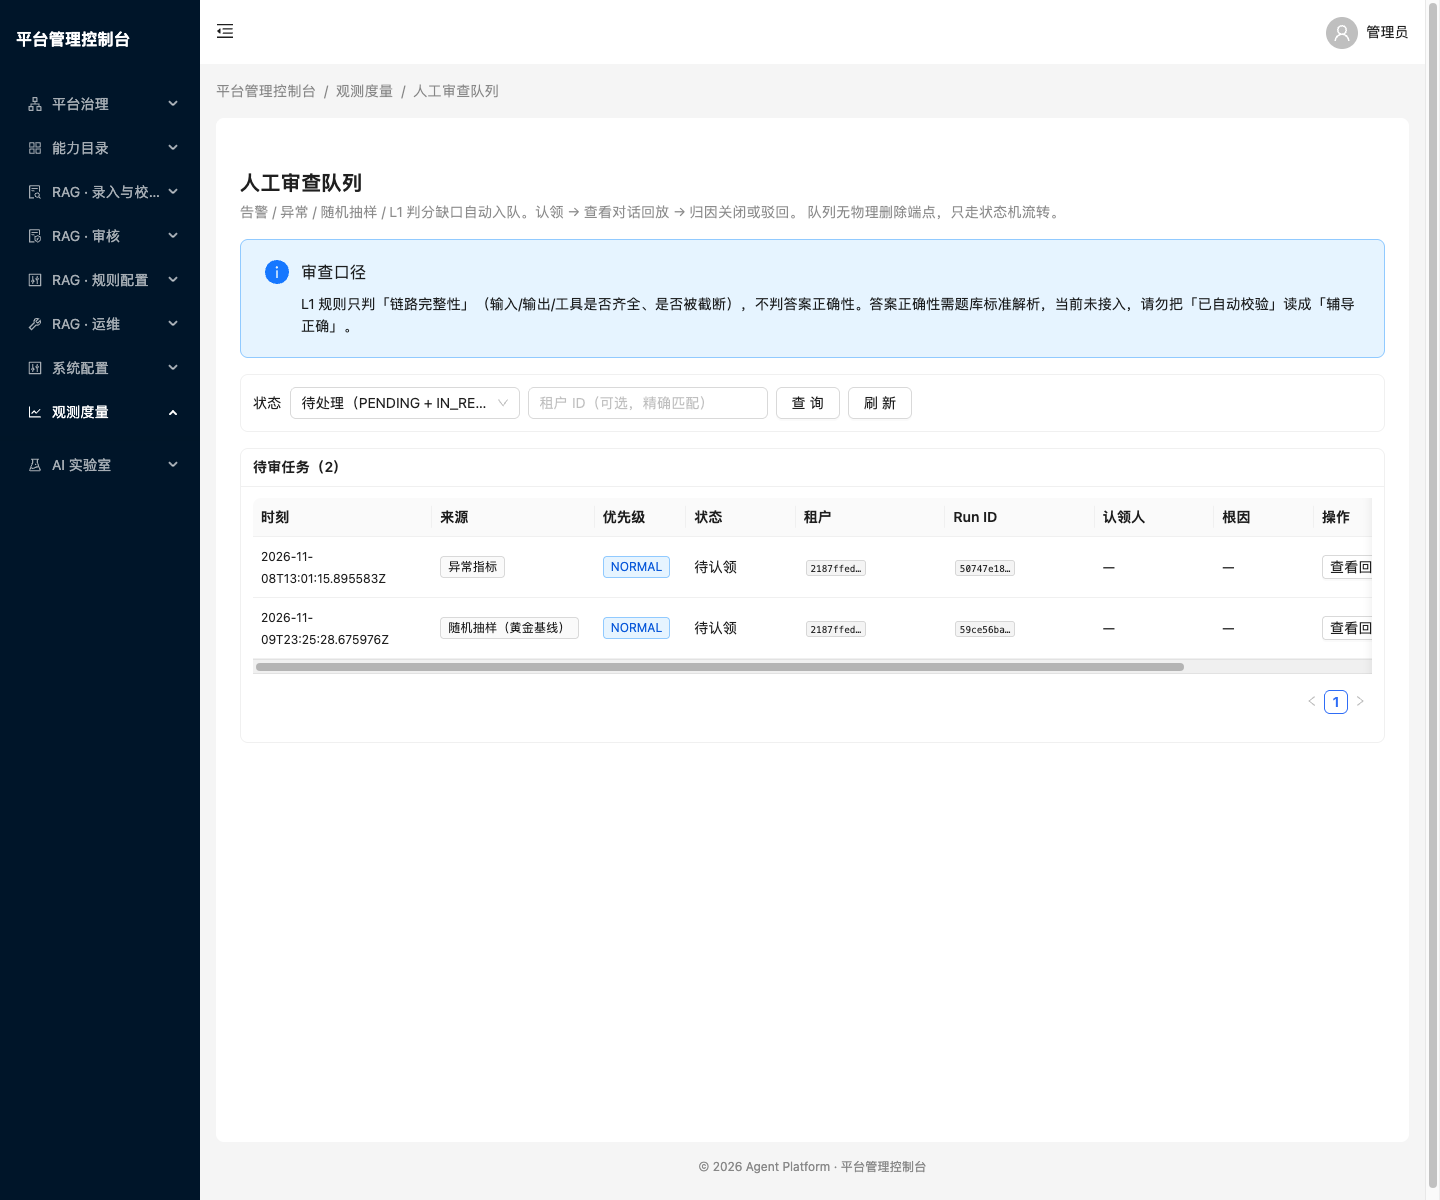 平台管理控制台
管理员
平台治理
能力目录
RAG · 录入与校...
RAG · 审核
RAG · 规则配置
RAG · 运维
系统配置
观测度量
AI 实验室
平台管理控制台 / 观测度量 / 人工审查队列
人工审查队列
告警 / 异常 / 随机抽样 / L1 判分缺口自动入队。认领 → 查看对话回放 → 归因关闭或驳回。 队列无物理删除端点，只走状态机流转。
审查口径
L1 规则只判「链路完整性」（输入/输出/工具是否齐全、是否被截断），不判答案正确性。答案正确性需题库标准解析，当前未接入，请勿把「已自动校验」读成「辅导
正确」。
状态 待处理（PENDING + IN_RE... 租户 ID（可选，精确匹配） 查 询 刷 新
待审任务（2）
时刻 来源 优先级 状态 租户 Run ID 认领人 根因 操作
2026-11-
08T13:01:15.895583Z 异常指标 NORMAL 待认领 2187ffed… 50747e18… — — 查看回
2026-11-
09T23:25:28.675976Z 随机抽样（黄金基线） NORMAL 待认领 2187ffed… 59ce56ba… — — 查看回
1
© 2026 Agent Platform · 平台管理控制台